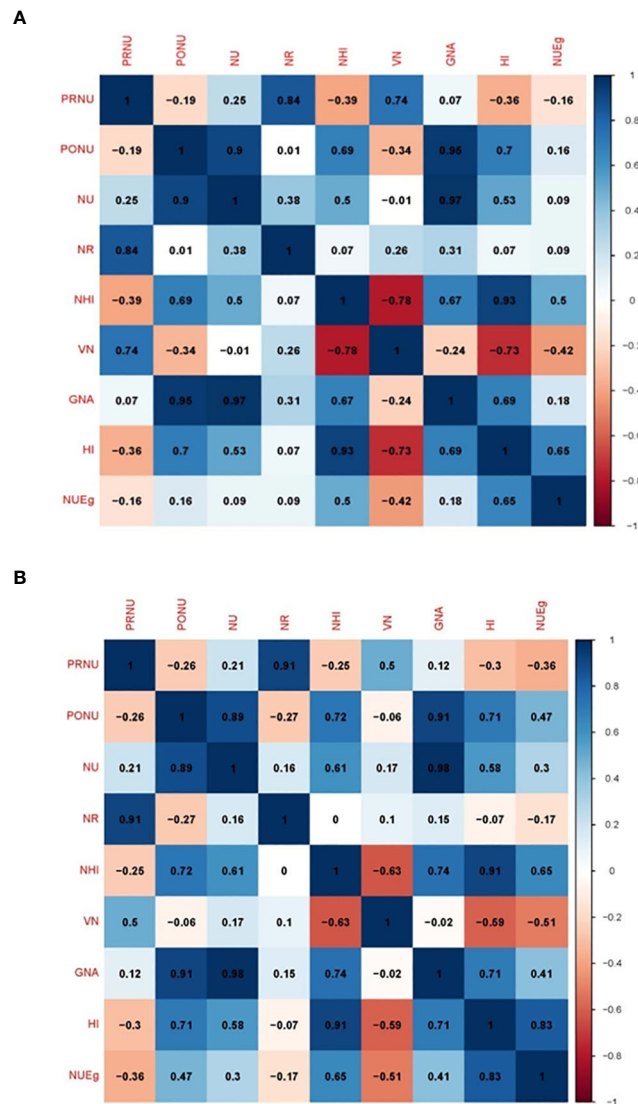 A
PRNU PONU NU NR NHI VN GNA HI NUEg
PRNU 1 −0.19 0.25 0.84 −0.39 0.74 0.07 −0.36 −0.16
PONU −0.19 1 0.9 0.01 0.69 −0.34 0.95 0.7 0.16
NU 0.25 0.9 1 0.38 0.5 −0.01 0.97 0.53 0.09
NR 0.84 0.01 0.38 1 0.07 0.26 0.31 0.07 0.09
NHI −0.39 0.69 0.5 0.07 1 −0.78 0.67 0.93 0.5
VN 0.74 −0.34 −0.01 0.26 −0.78 1 −0.24 −0.73 −0.42
GNA 0.07 0.95 0.97 0.31 0.67 −0.24 1 0.69 0.18
HI −0.36 0.7 0.53 0.07 0.93 −0.73 0.69 1 0.65
NUEg −0.16 0.16 0.09 0.09 0.5 −0.42 0.18 0.65 1
1
0.8
0.6
0.4
0.2
0
−0.2
−0.4
−0.6
−0.8
−1
B
PRNU PONU NU NR NHI VN GNA HI NUEg
PRNU 1 −0.26 0.21 0.91 −0.25 0.5 0.12 −0.3 −0.36
PONU −0.26 1 0.89 −0.27 0.72 −0.06 0.91 0.71 0.47
NU 0.21 0.89 1 0.16 0.61 0.17 0.98 0.58 0.3
NR 0.91 −0.27 0.16 1 0 0.1 0.15 −0.07 −0.17
NHI −0.25 0.72 0.61 0 1 −0.63 0.74 0.91 0.65
VN 0.5 −0.06 0.17 0.1 −0.63 1 −0.02 −0.59 −0.51
GNA 0.12 0.91 0.98 0.15 0.74 −0.02 1 0.71 0.41
HI −0.3 0.71 0.58 −0.07 0.91 −0.59 0.71 1 0.83
NUEg −0.36 0.47 0.3 −0.17 0.65 −0.51 0.41 0.83 1
1
0.8
0.6
0.4
0.2
0
−0.2
−0.4
−0.6
−0.8
−1